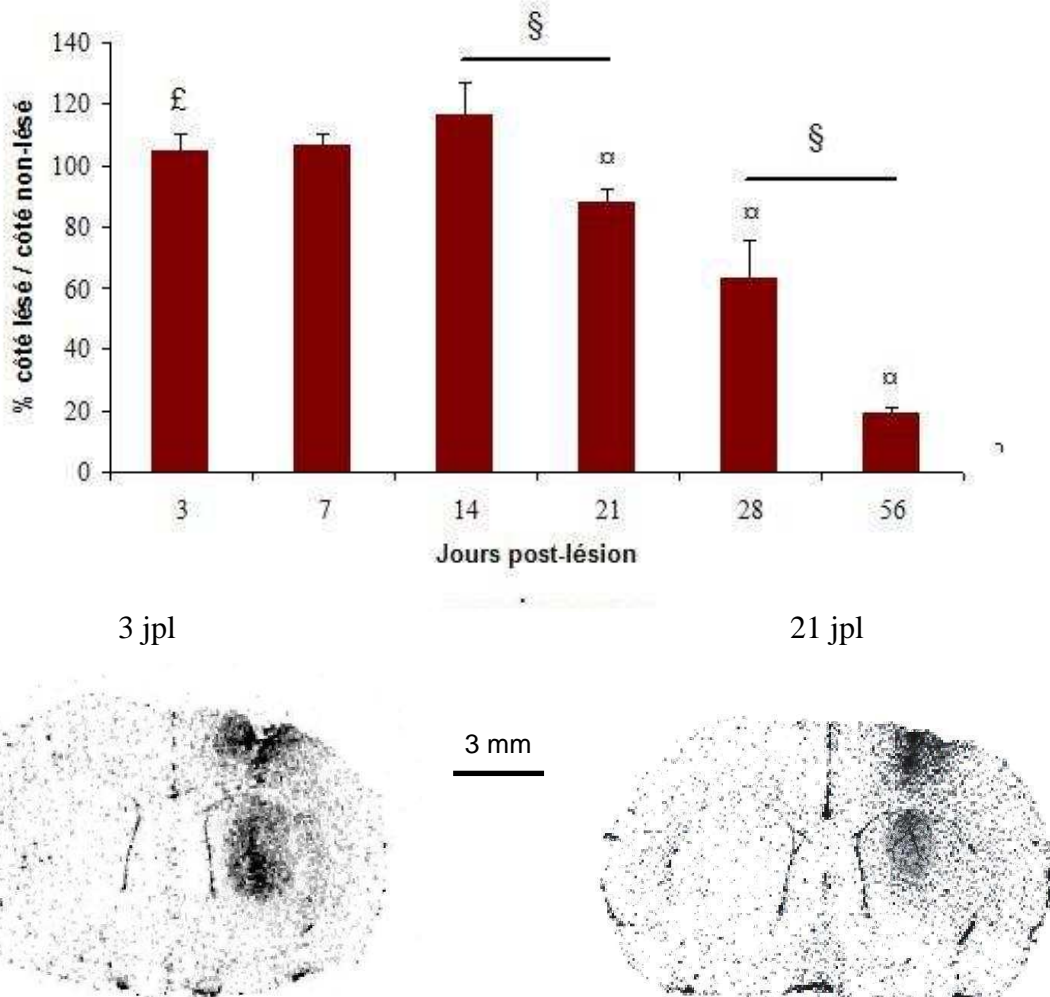 §
140
120
100
80
60
40
20
0
% côté lésé / côté non-lésé
£
§
¤
¤
¤
3 7 14 21 28 56
Jours post-lésion
3 jpl 21 jpl
3 mm